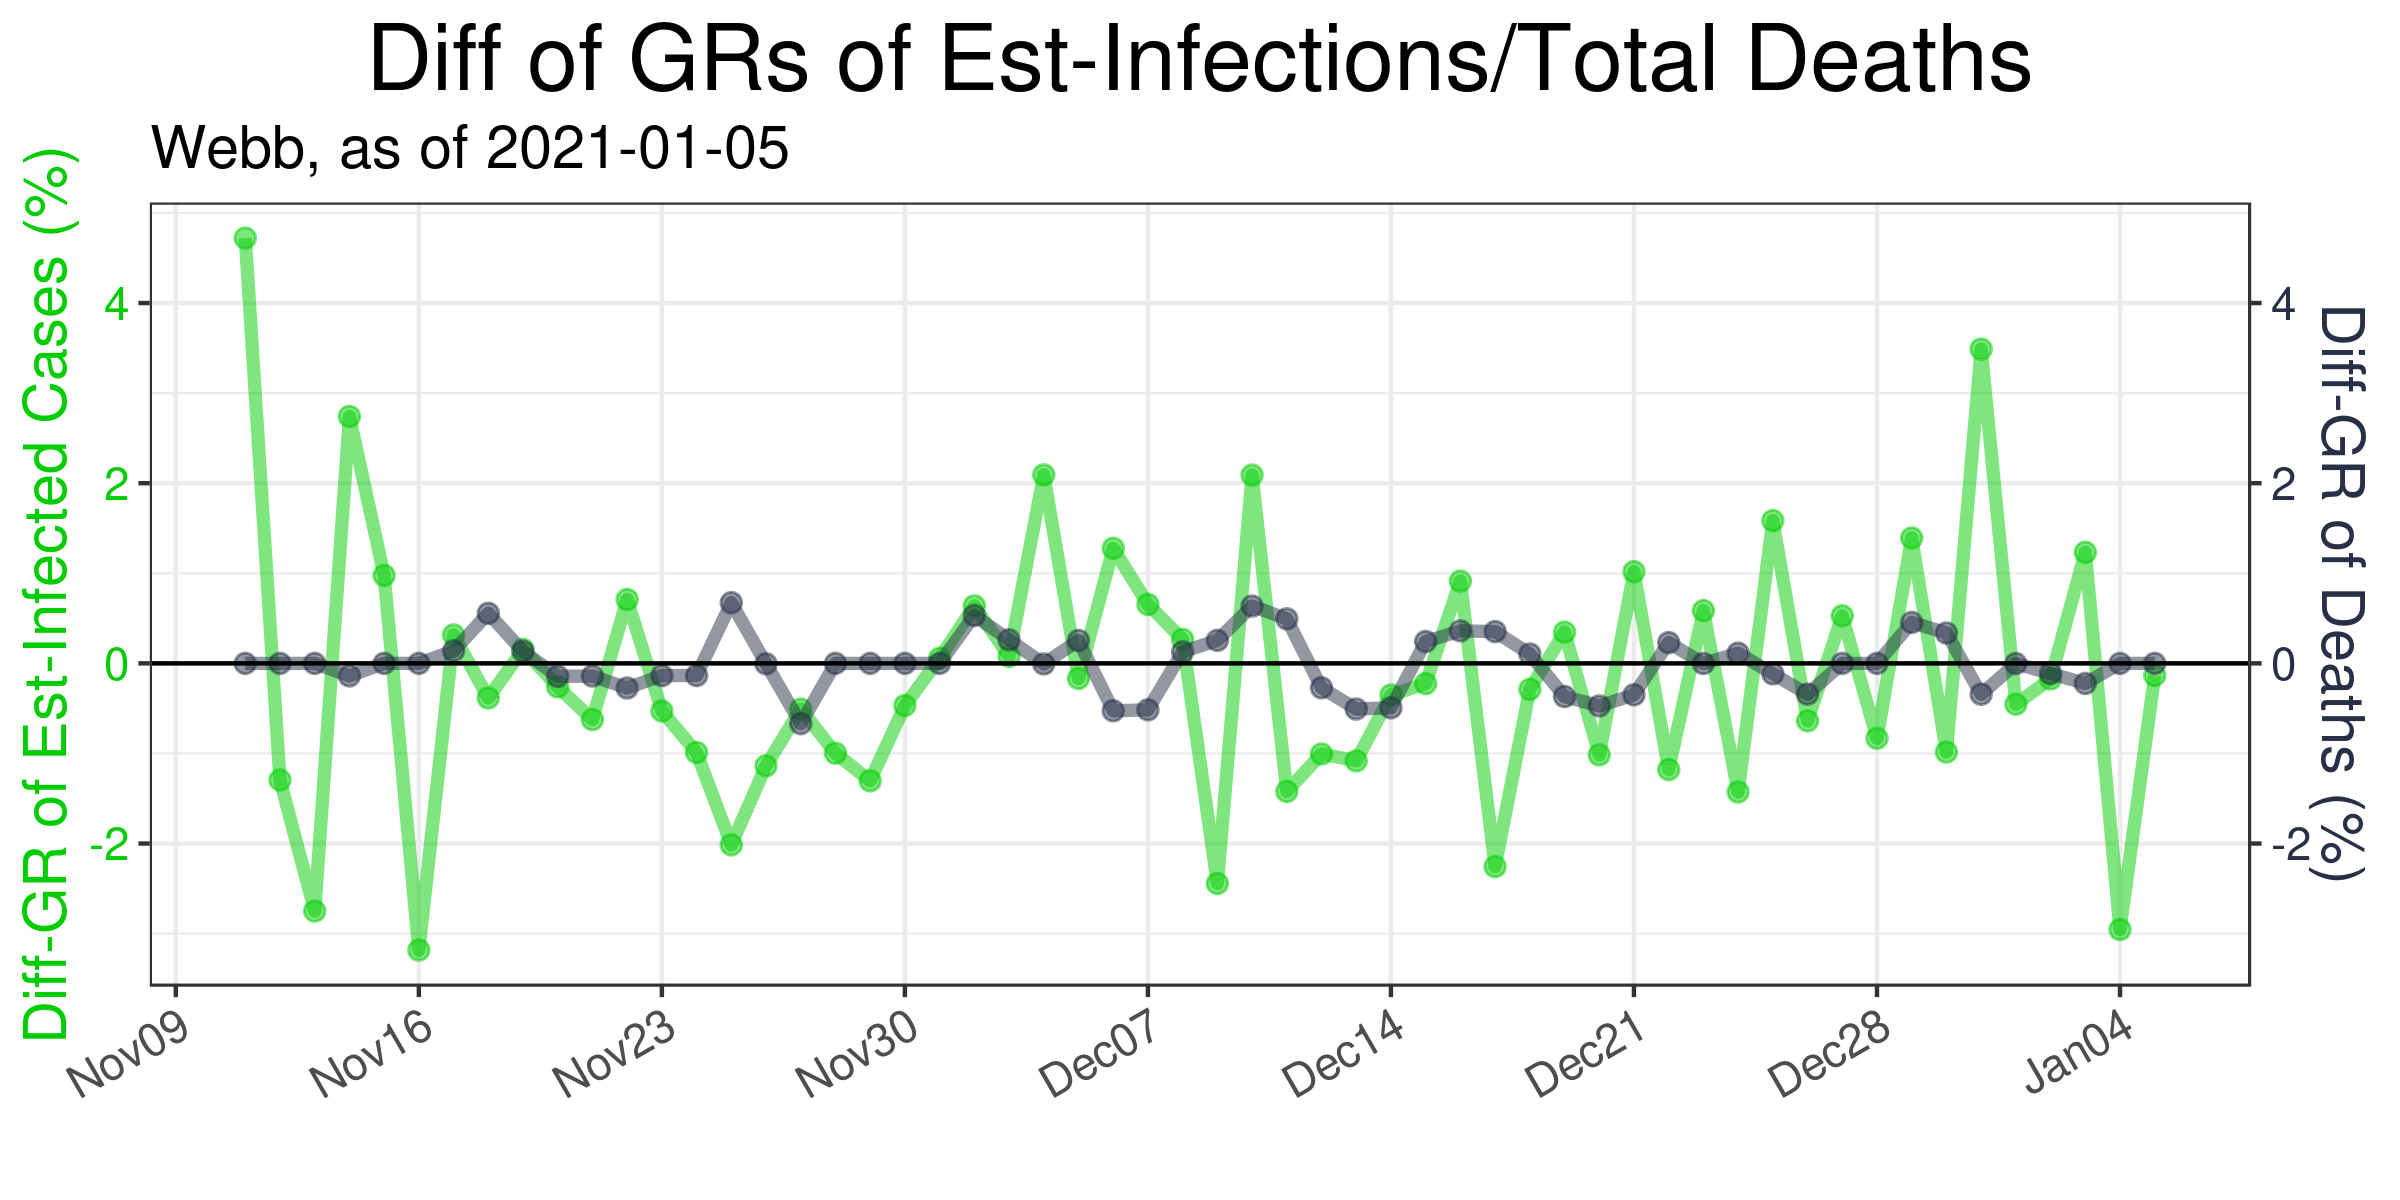 Diff of GRs of Est-Infections/Total Deaths
Webb, as of 2021-01-05
Diff-GR of Est-Infected Cases (%)
4
2
0
-2
4
2
0
-2
Diff-GR of Deaths (%)
Nov09
Nov16
Nov23
Nov30
Dec07
Dec14
Dec21
Dec28
Jan04